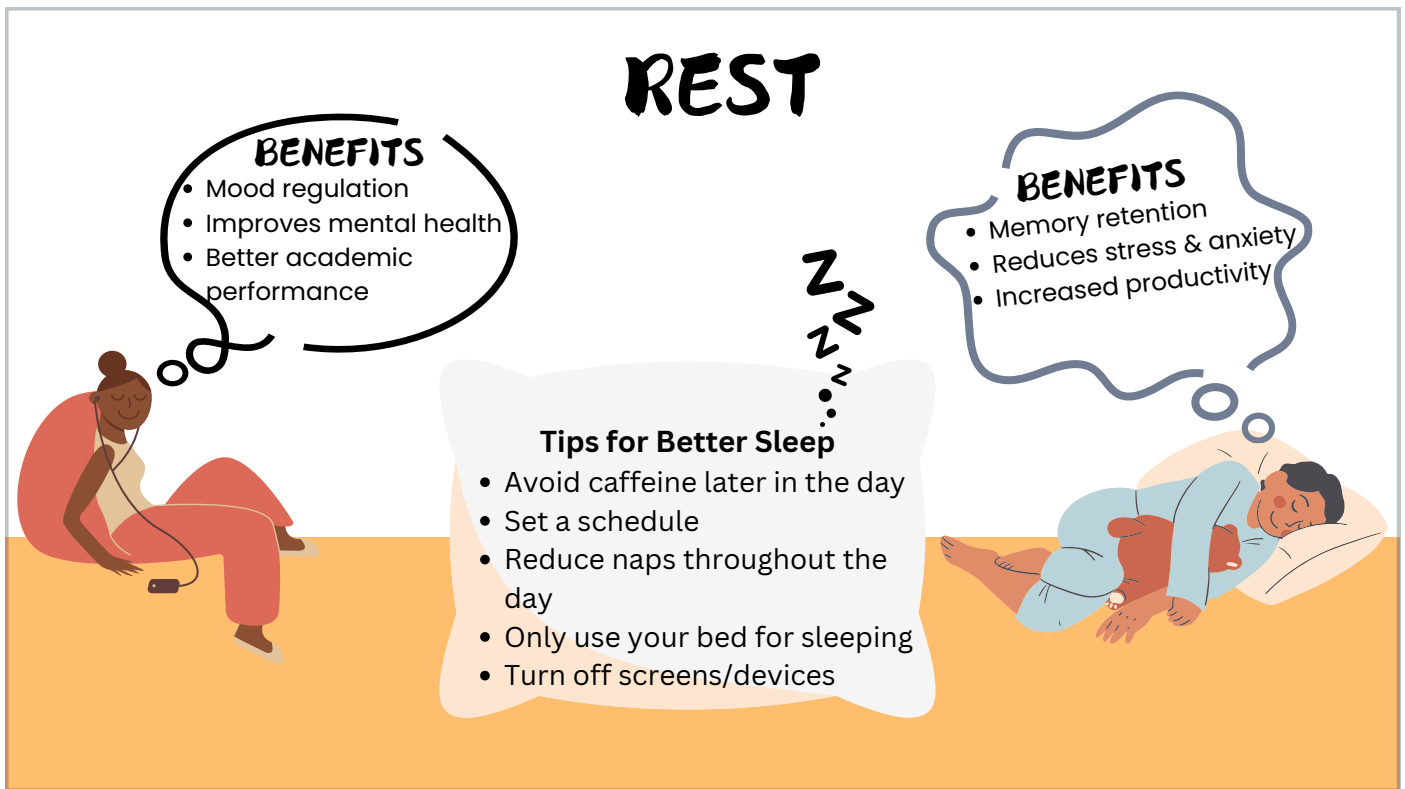 REST
BENEFITS
• Mood regulation
• Improves mental health
• Better academic
performance
BENEFITS
• Memory retention
• Reduces stress & anxiety
• Increased productivity
Z
Z
Z
Z
Tips for Better Sleep
• Avoid caffeine later in the day
• Set a schedule
• Reduce naps throughout the
day
• Only use your bed for sleeping
• Turn off screens/devices